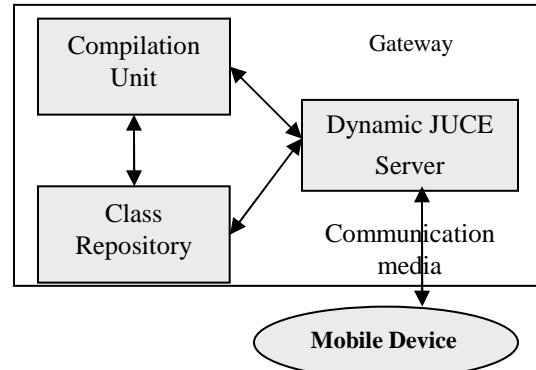 Compilation
Unit
Gateway
Dynamic JUCE
Server
Class
Repository
Communication
media
Mobile Device